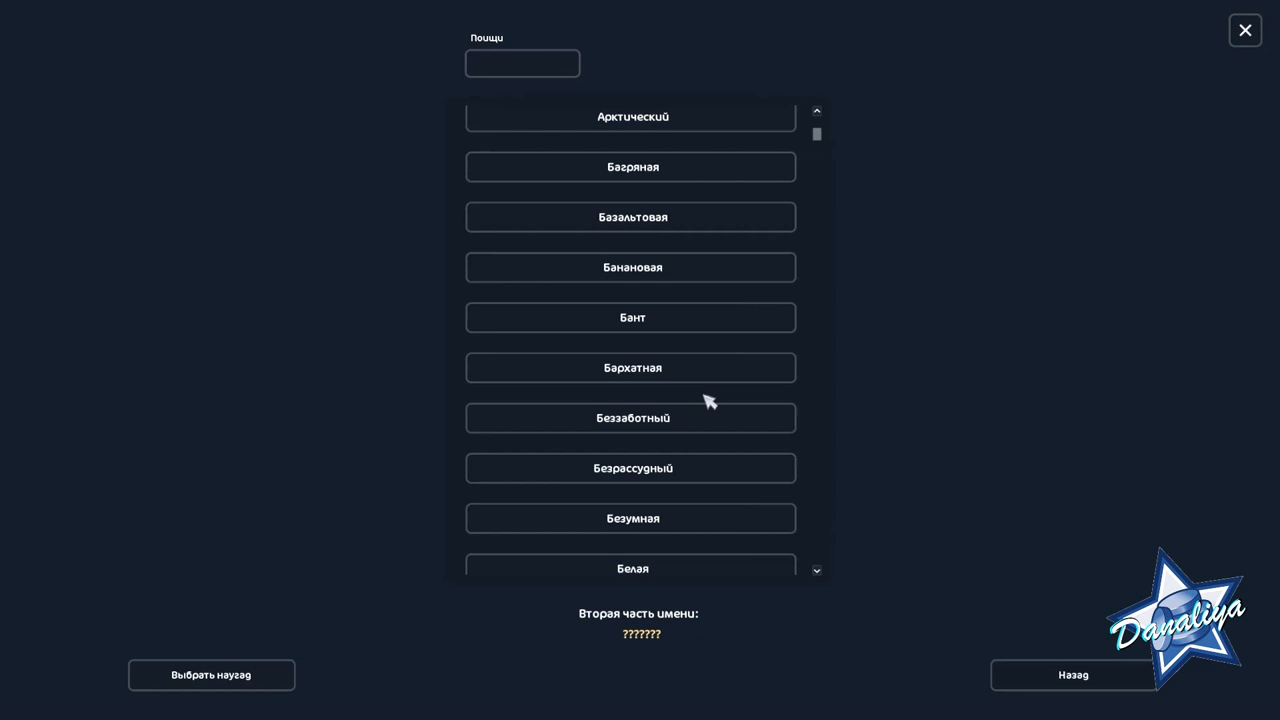 Поищи
Арктический
Багряная
Базальтовая
Банановая
Бант
Бархатная
Беззаботный
Безрассудный
Безумная
Белая
Вторая часть имени:
???????
Выбрать наугад
Назад
Danaliya